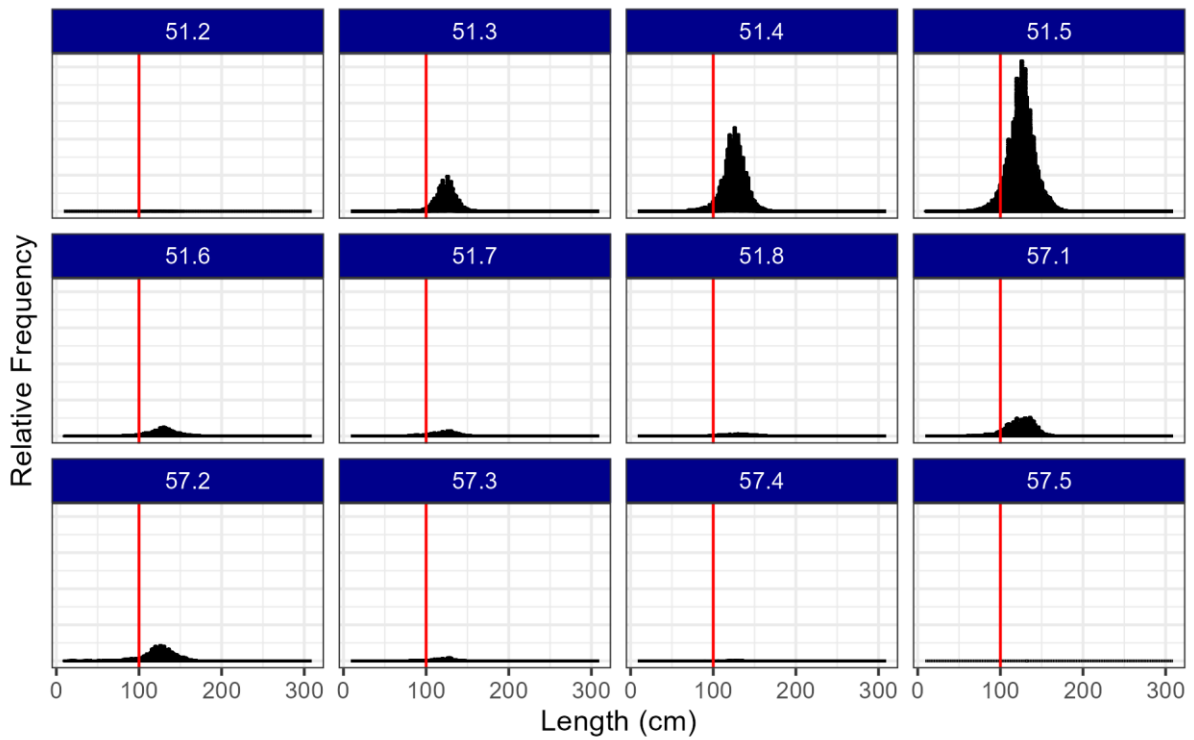 51.2 51.3 51.4 51.5
51.6 51.7 51.8 57.1
57.2 57.3 57.4 57.5
Relative Frequency
0 100 200 300 0 100 200 300 0 100 200 300 0 100 200 300
Length (cm)